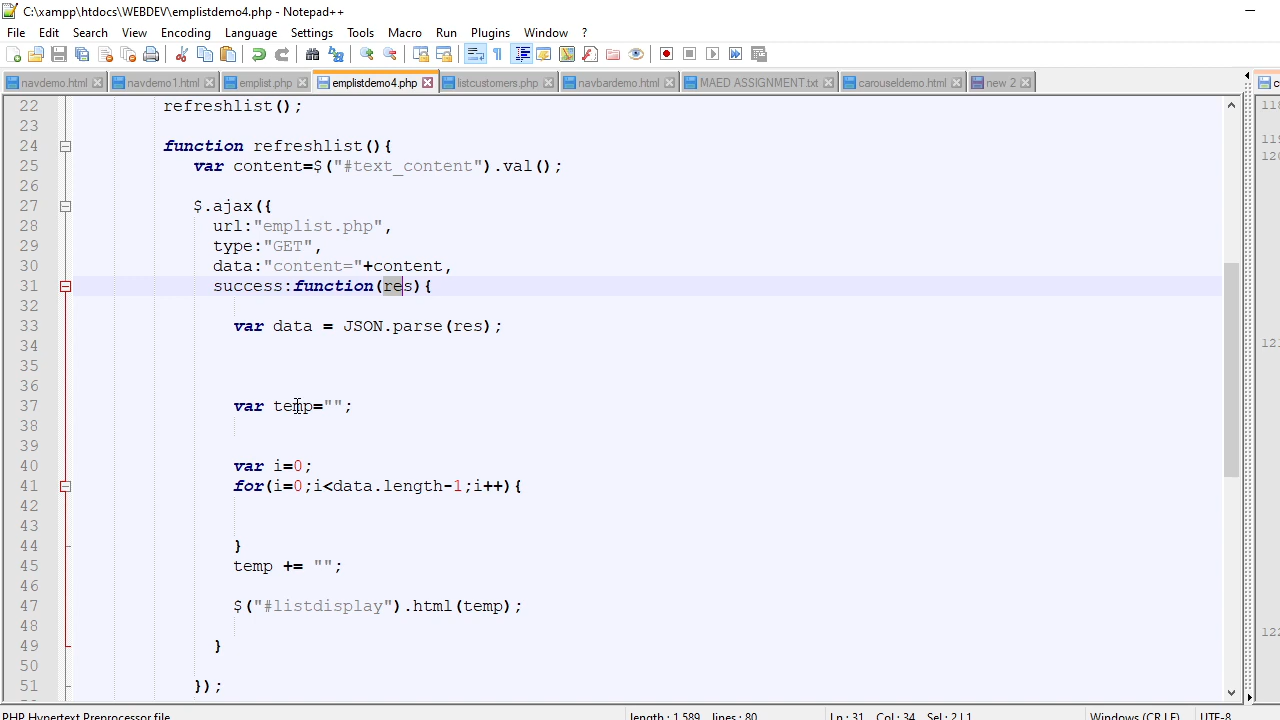 C:\xampp\htdocs\WEBDEV\emplistdemo4.php - Notepad++
File Edit Search View Encoding Language Settings Tools Macro Run Plugins Window ?
navdemo.html navdemo1.html emplist.php emplistdemo4.php listcustomers.php navbardemo.html MAED ASSIGNMENT.txt carouseldemo.html new 2
22 refreshlist();
23
24 function refreshlist(){
25 var content=$("#text_content").val();
26
27 $.ajax({
28 url:"emplist.php",
29 type:"GET",
30 data:"content="+content,
31 success:function(res){
32
33 var data = JSON.parse(res);
34
35
36
37 var temp="";
38
39
40 var i=0;
41 for(i=0;i<data.length-1;i++){
42
43
44 }
45 temp += "";
46
47 $("#listdisplay").html(temp);
48
49 }
50
51 });
119
120
121
122
PHP Hypertext Preprocessor file length : 1,589 lines : 80 Ln : 31 Col : 34 Sel : 2 | 1 Windows (CR LF) UTF-8